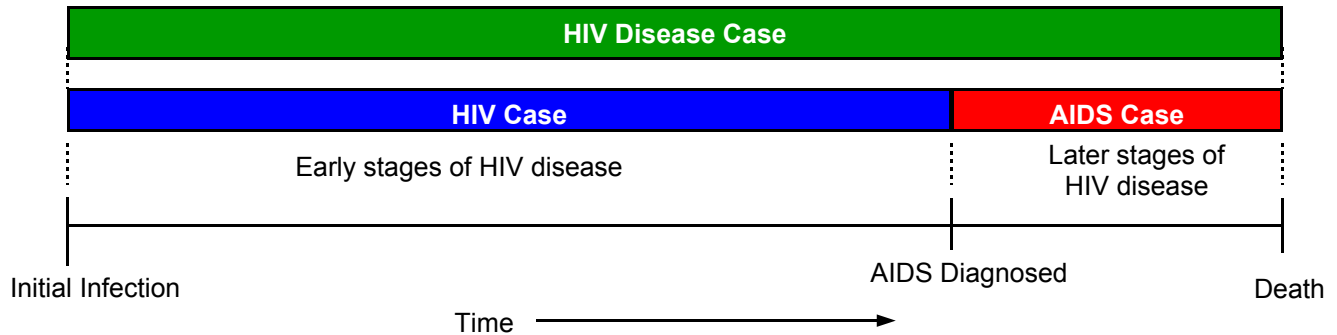 HIV Disease Case
HIV Case
AIDS Case
Early stages of HIV disease
Later stages of
HIV disease
Initial Infection
AIDS Diagnosed
Death
Time